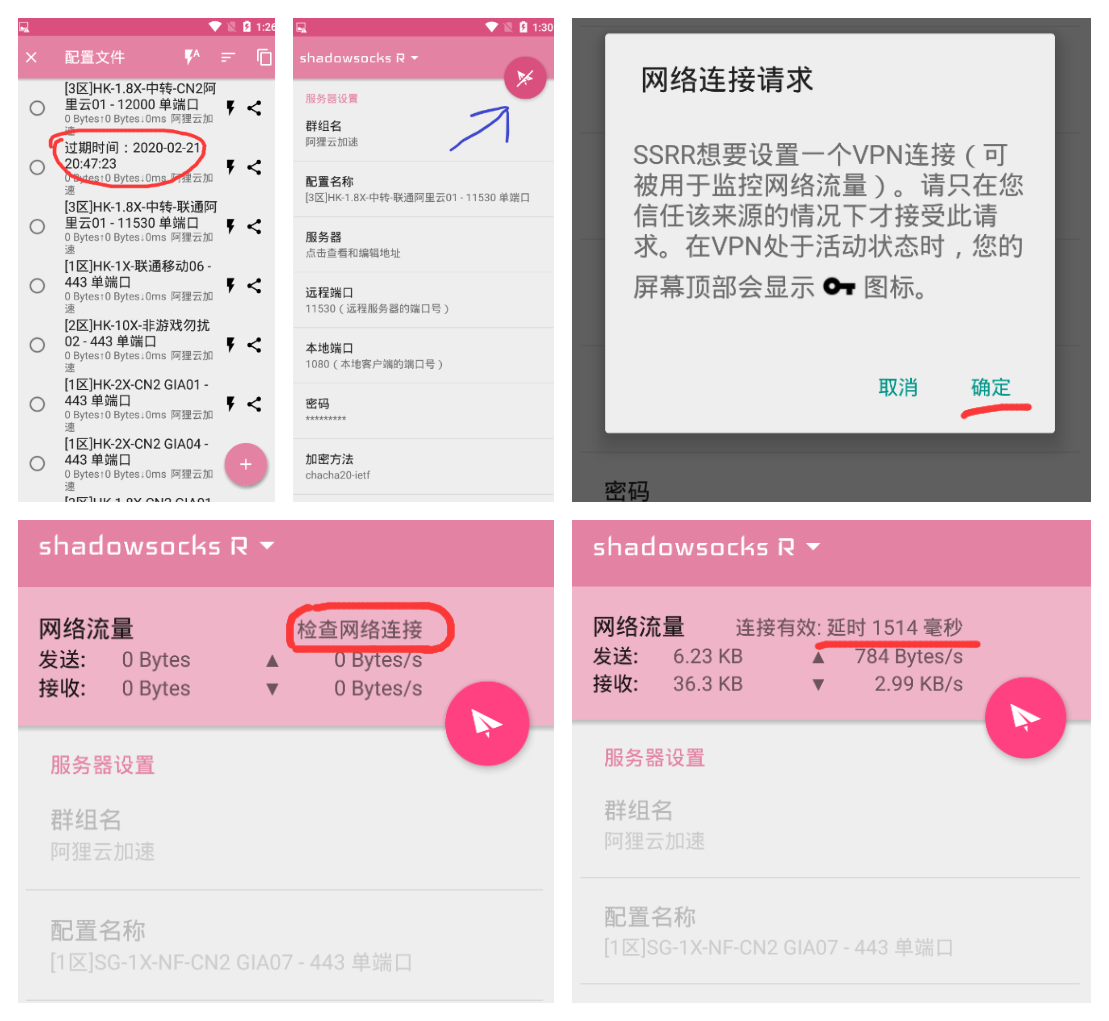 1:26
配置文件
[3区]HK-1.8X-中转-CN2阿
里云01 - 12000 单端口
0 Bytes↑0 Bytes↓0ms 阿狸云加
速
过期时间：2020-02-21
20:47:23
0 Bytes↑0 Bytes↓0ms 阿狸云加
速
[3区]HK-1.8X-中转-联通阿
里云01 - 11530 单端口
0 Bytes↑0 Bytes↓0ms 阿狸云加
速
[1区]HK-1X-联通移动06 -
443 单端口
0 Bytes↑0 Bytes↓0ms 阿狸云加
速
[2区]HK-10X-非游戏勿扰
02 - 443 单端口
0 Bytes↑0 Bytes↓0ms 阿狸云加
速
[1区]HK-2X-CN2 GIA01 -
443 单端口
0 Bytes↑0 Bytes↓0ms 阿狸云加
速
[1区]HK-2X-CN2 GIA04 -
443 单端口
0 Bytes↑0 Bytes↓0ms 阿狸云加
速
1:30
shadowsocks R
服务器设置
群组名
阿狸云加速
配置名称
[3区]HK-1.8X-中转-联通阿里云01 - 11530 单端口
服务器
点击查看和编辑地址
远程端口
11530（远程服务器的端口号）
本地端口
1080（本地客户端的端口号）
密码
*********
加密方法
chacha20-ietf
网络连接请求
SSRR想要设置一个VPN连接（可
被用于监控网络流量）。请只在您
信任该来源的情况下才接受此请
求。在VPN处于活动状态时，您的
屏幕顶部会显示 图标。
取消 确定
密码
shadowsocks R
网络流量 检查网络连接
发送: 0 Bytes ▲ 0 Bytes/s
接收: 0 Bytes ▼ 0 Bytes/s
服务器设置
群组名
阿狸云加速
配置名称
[1区]SG-1X-NF-CN2 GIA07 - 443 单端口
shadowsocks R
网络流量 连接有效: 延时 1514 毫秒
发送: 6.23 KB ▲ 784 Bytes/s
接收: 36.3 KB ▼ 2.99 KB/s
服务器设置
群组名
阿狸云加速
配置名称
[1区]SG-1X-NF-CN2 GIA07 - 443 单端口